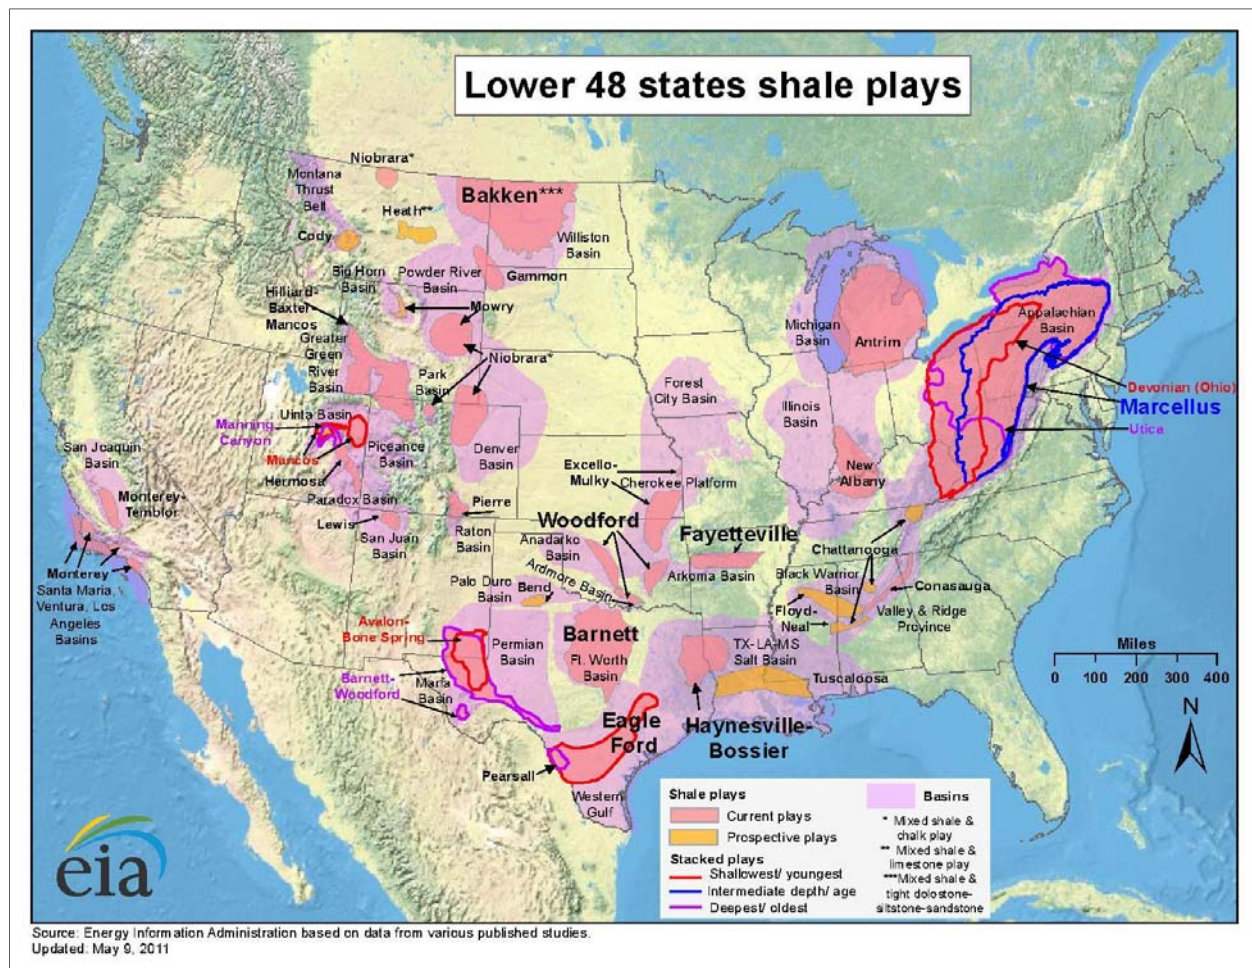 Lower 48 states shale plays
Niobrara*
Montana
Thrust
Belt
Bakken***
Heath**
Cody
Williston
Basin
Big Horn
Basin
Powder River
Basin
Gammon
Hilliard-
Baxter-
Mancos
Mowry
Greater
Green
River
Basin
Park
Basin
Niobrara*
Michigan
Basin
Antrim
Appalachian
Basin
Devonian (Ohio)
Marcellus
Utica
Forest
City Basin
Illinois
Basin
Uinta Basin
Manning
Canyon
Mancos
Piceance
Basin
Denver
Basin
San Joaquin
Basin
Hermosa
Paradox Basin
Excello-
Mulky
Cherokee Platform
New
Albany
Monterey-
Temblor
Pierre
Lewis
San Juan
Basin
Raton
Basin
Woodford
Anadarko
Basin
Fayetteville
Chattanooga
Monterey
Santa Maria,
Ventura, Los
Angeles
Basins
Palo Duro
Basin
Bend
Ardmore Basin
Arkoma Basin
Black Warrior
Basin
Conasauga
Floyd-
Neal
Valley & Ridge
Province
Avalon-
Bone Spring
Permian
Basin
Barnett
Ft. Worth
Basin
TX-LA-MS
Salt Basin
Tuscaloosa
Barnett-
Woodford
Marfa
Basin
Eagle
Ford
Haynesville-
Bossier
Pearsall
Western
Gulf
Miles
0 100 200 300 400
N
Shale plays
Current plays
Prospective plays
Stacked plays
Shallowest/ youngest
Intermediate depth/ age
Deepest/ oldest
Basins
* Mixed shale &
chalk play
** Mixed shale &
limestone play
***Mixed shale &
tight dolostone-
siltstone-sandstone
eia
Source: Energy Information Administration based on data from various published studies.
Updated: May 9, 2011